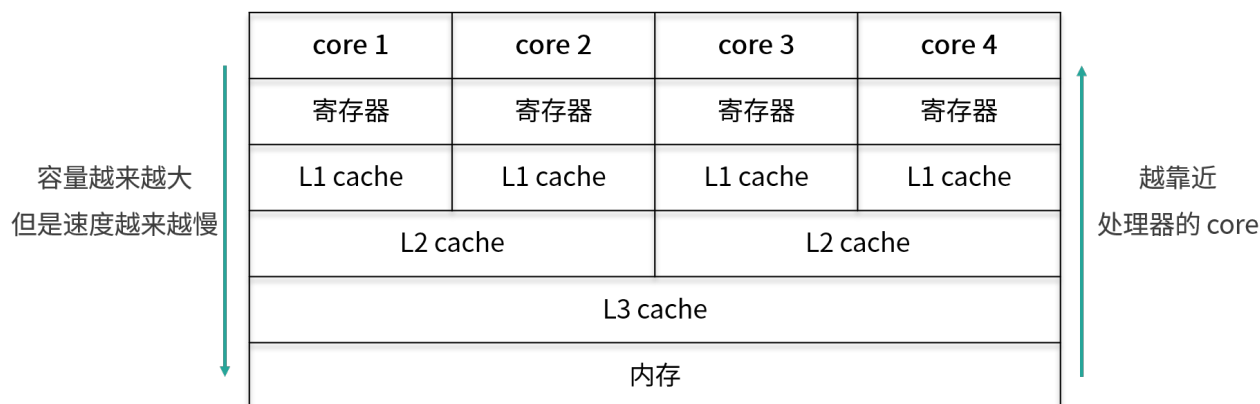 core 1 core 2 core 3 core 4
寄存器 寄存器 寄存器 寄存器
L1 cache L1 cache L1 cache L1 cache
L2 cache L2 cache
L3 cache
内存
容量越来越大
但是速度越来越慢
越靠近
处理器的 core